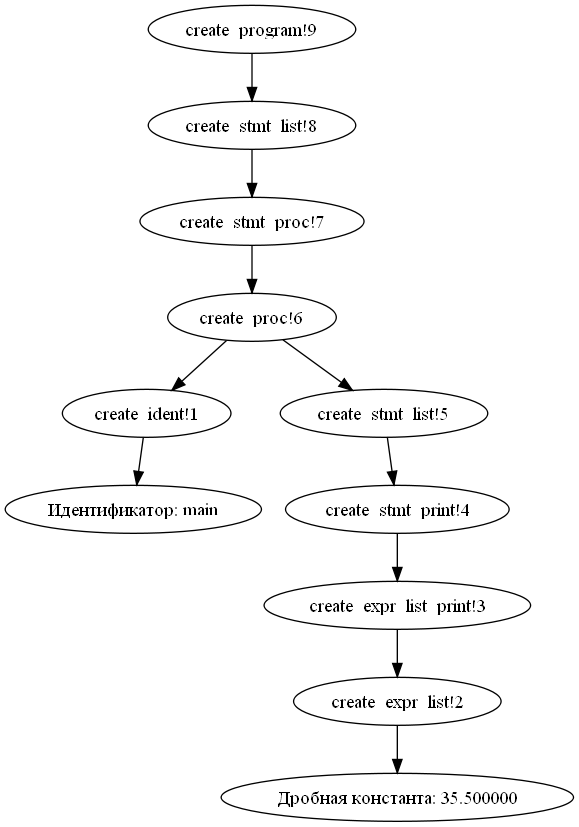 create program!9
create stmt list!8
create stmt proc!7
create proc!6
create ident!1
create stmt list!5
Идентификатор: main
create stmt print!4
create expr list print!3
create expr list!2
Дробная константа: 35.500000